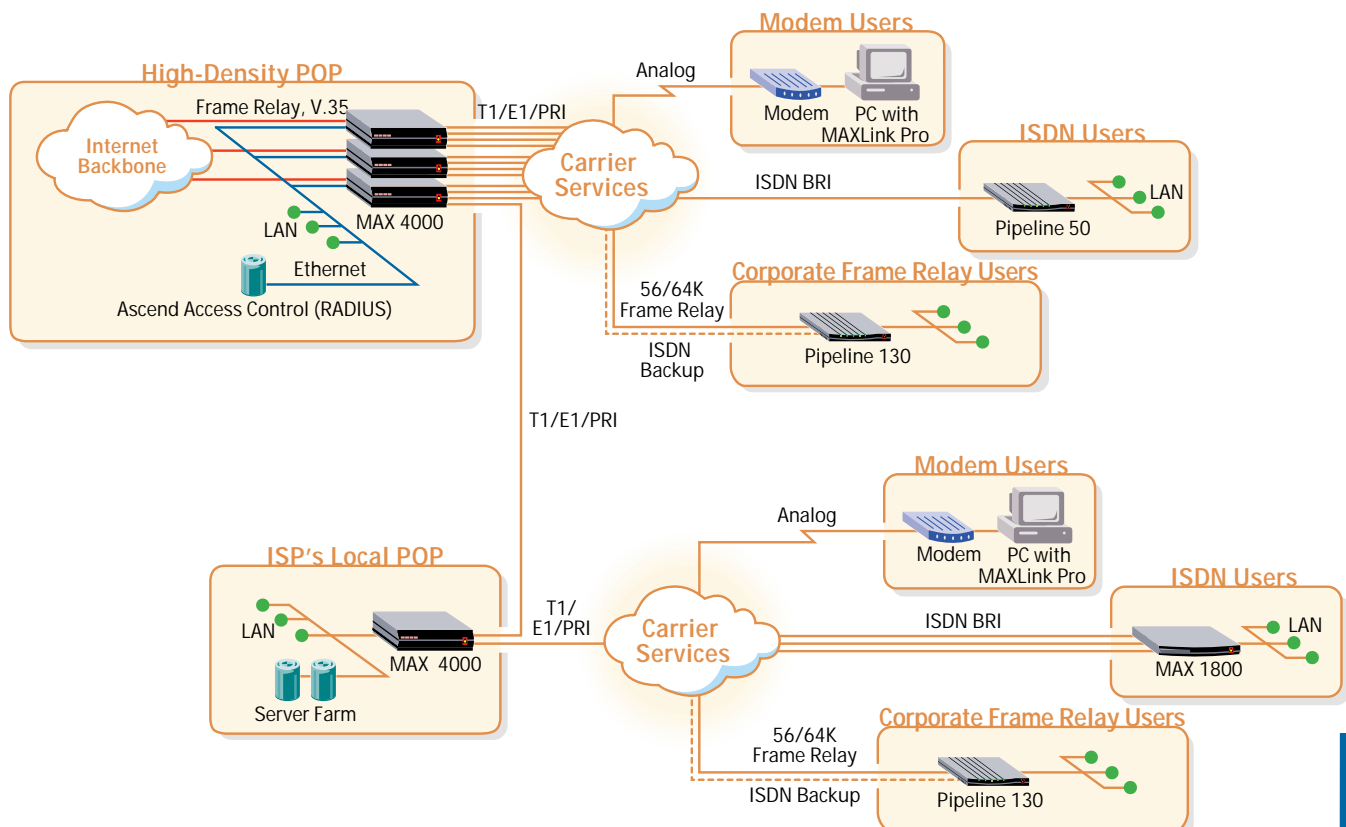 Modem Users
High-Density POP
Analog
Frame Relay, V.35
T1/E1/PRI
Modem
PC with
MAXLink Pro
ISDN Users
Internet
Backbone
Carrier
Services
ISDN BRI
LAN
MAX 4000
LAN
Pipeline 50
Ethernet
Corporate Frame Relay Users
56/64K
Frame Relay
Ascend Access Control (RADIUS)
ISDN
Backup
Pipeline 130
T1/E1/PRI
Modem Users
Analog
Modem
PC with
MAXLink Pro
ISP's Local POP
ISDN Users
T1/
E1/PRI
LAN
MAX 4000
Carrier
Services
ISDN BRI
LAN
MAX 1800
Server Farm
Corporate Frame Relay Users
56/64K
Frame Relay
ISDN Backup
Pipeline 130